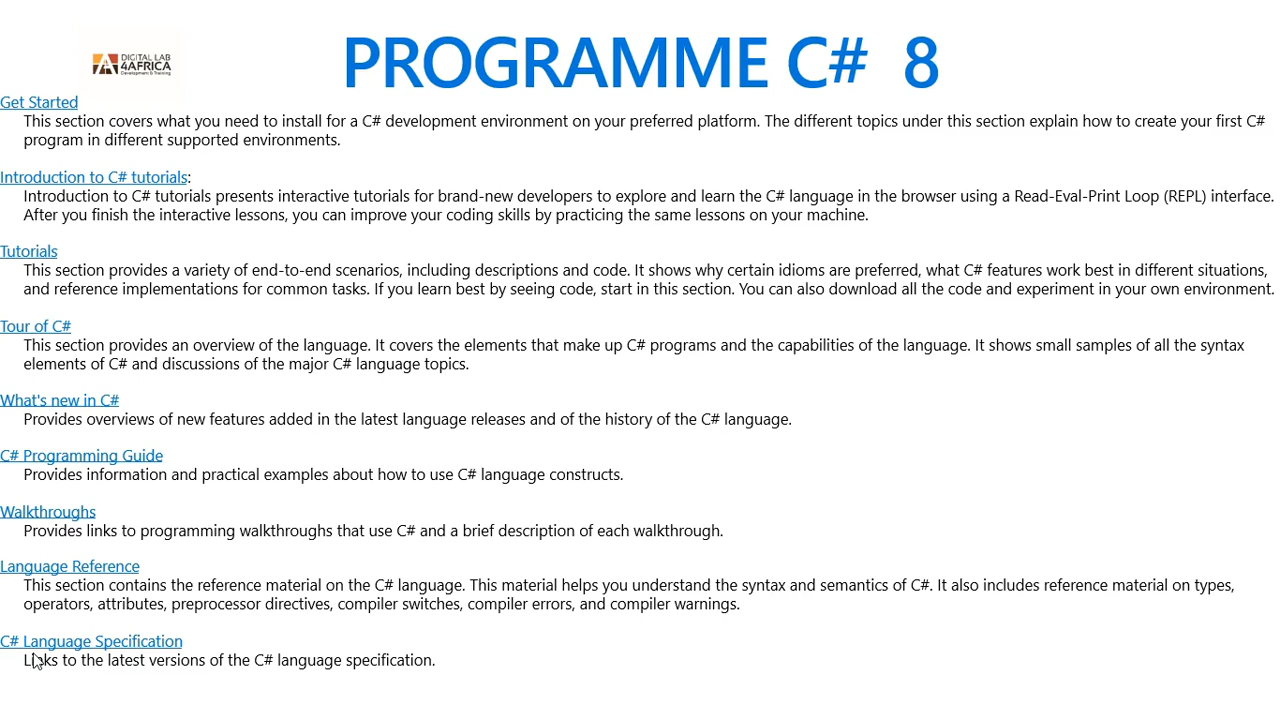 DIGITAL LAB
4AFRICA
Development & Training
PROGRAMME C# 8
Get Started
This section covers what you need to install for a C# development environment on your preferred platform. The different topics under this section explain how to create your first C#
program in different supported environments.
Introduction to C# tutorials:
Introduction to C# tutorials presents interactive tutorials for brand-new developers to explore and learn the C# language in the browser using a Read-Eval-Print Loop (REPL) interface.
After you finish the interactive lessons, you can improve your coding skills by practicing the same lessons on your machine.
Tutorials
This section provides a variety of end-to-end scenarios, including descriptions and code. It shows why certain idioms are preferred, what C# features work best in different situations,
and reference implementations for common tasks. If you learn best by seeing code, start in this section. You can also download all the code and experiment in your own environment.
Tour of C#
This section provides an overview of the language. It covers the elements that make up C# programs and the capabilities of the language. It shows small samples of all the syntax
elements of C# and discussions of the major C# language topics.
What's new in C#
Provides overviews of new features added in the latest language releases and of the history of the C# language.
C# Programming Guide
Provides information and practical examples about how to use C# language constructs.
Walkthroughs
Provides links to programming walkthroughs that use C# and a brief description of each walkthrough.
Language Reference
This section contains the reference material on the C# language. This material helps you understand the syntax and semantics of C#. It also includes reference material on types,
operators, attributes, preprocessor directives, compiler switches, compiler errors, and compiler warnings.
C# Language Specification
Links to the latest versions of the C# language specification.